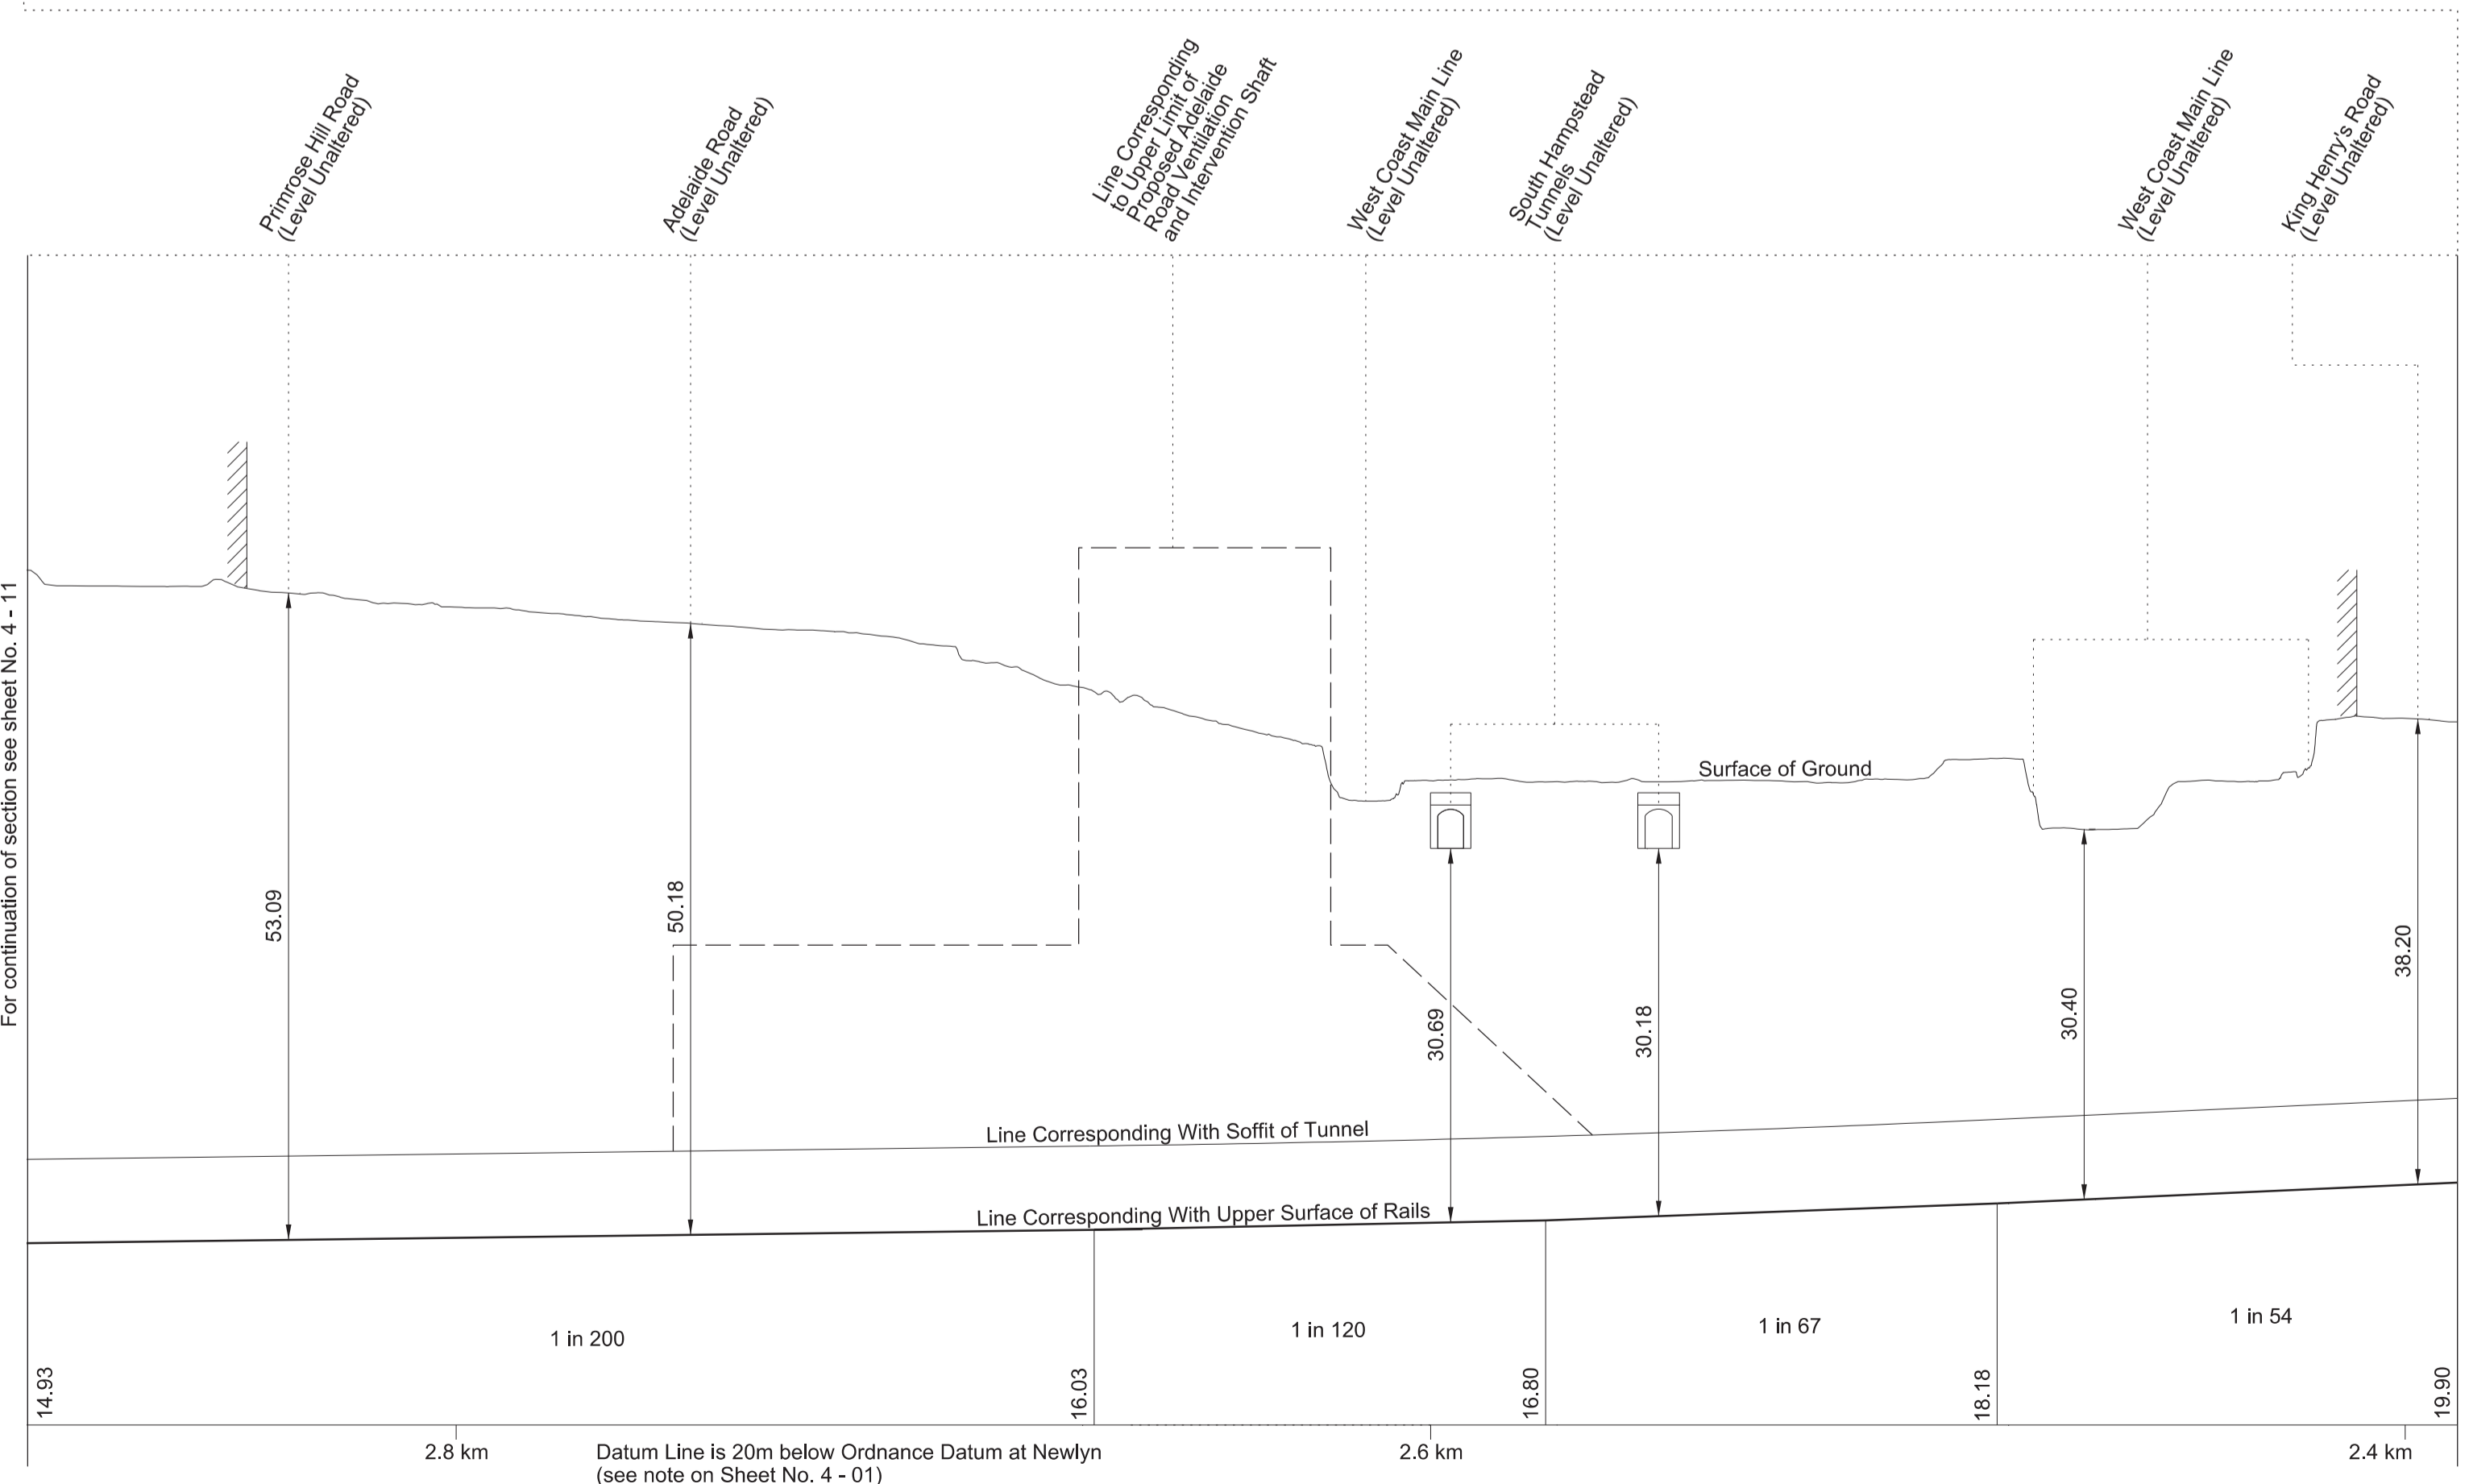 Primrose Hill Road
(Level Unaltered)
Adelaide Road
(Level Unaltered)
Line Corresponding
to Upper Limit of
Proposed Adelaide
Road Ventilation
and Intervention Shaft
West Coast Main Line
(Level Unaltered)
South Hampstead
Tunnels
(Level Unaltered)
West Coast Main Line
(Level Unaltered)
King Henry's Road
(Level Unaltered)
For continuation of section see sheet No. 4 - 11
Surface of Ground
53.09
50.18
30.69
30.18
30.40
38.20
Line Corresponding With Soffit of Tunnel
Line Corresponding With Upper Surface of Rails
1 in 200
1 in 120
1 in 67
1 in 54
14.93
16.03
16.80
18.18
19.90
2.8 km
Datum Line is 20m below Ordnance Datum at Newlyn
(see note on Sheet No. 4 - 01)
2.6 km
2.4 km